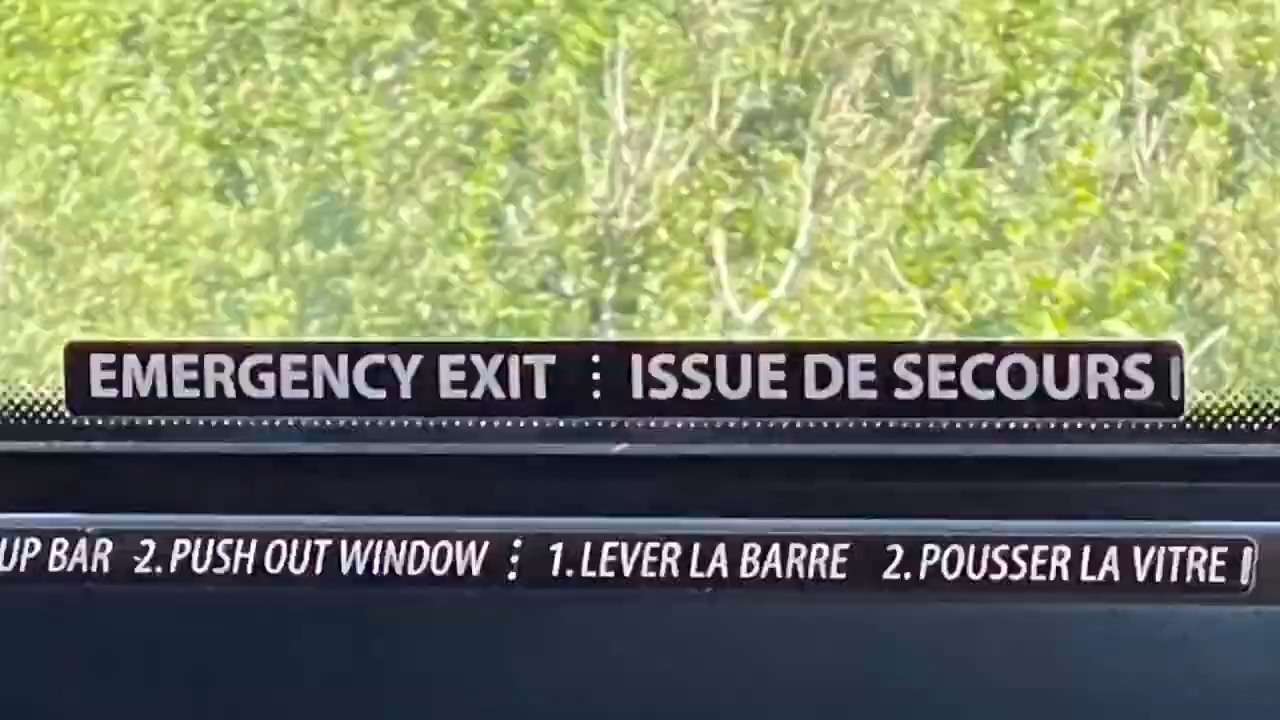 EMERGENCY EXIT ⋮ ISSUE DE SECOURS
UP BAR 2. PUSH OUT WINDOW ⋮ 1. LEVER LA BARRE 2. POUSSER LA VITRE